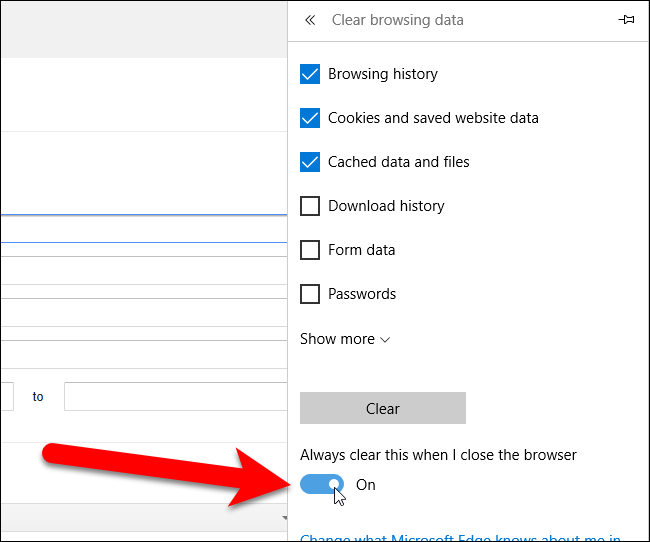 Clear browsing data
Browsing history
Cookies and saved website data
Cached data and files
Download history
Form data
Passwords
Show more
to
Clear
Always clear this when I close the browser
On
Change what Microsoft Edge knows about me in